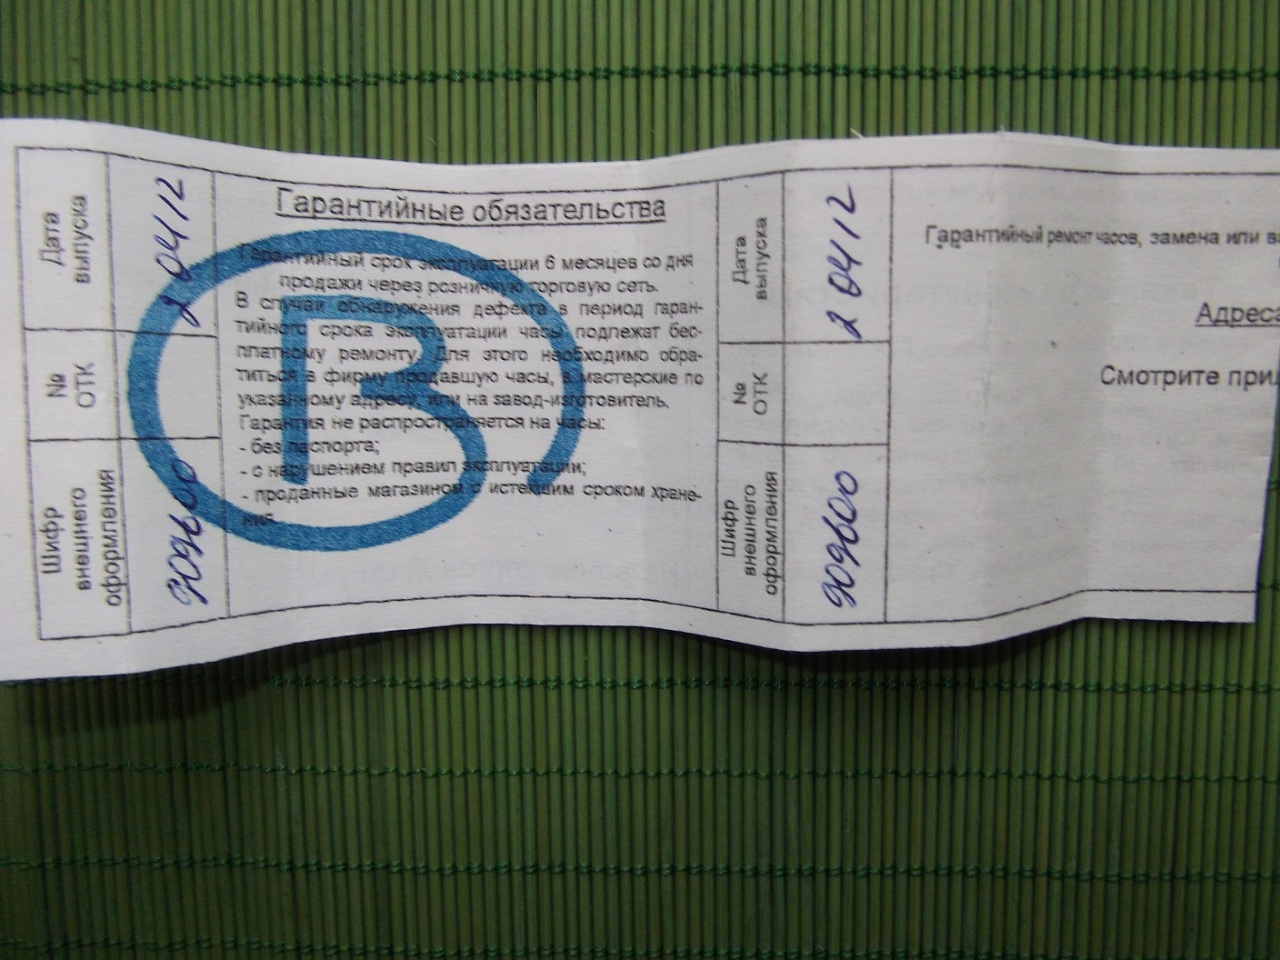 Дата
выпуска
2 04 12
№
ОТК
Шифр
внешнего
оформления
909600
Гарантийные обязательства
Гарантийный срок эксплуатации 6 месяцев со дня
продажи через розничную торговую сеть.
В случаи обнаружения дефекта в период гаран-
тийного срока эксплуатации часы подлежат бес-
платному ремонту. Для этого необходимо обра-
титься в фирму продавшую часы, в мастерские по
указанному адресу, или на завод-изготовитель.
Гарантия не распространяется на часы:
- без паспорта;
- с нарушением правил эксплуатации;
- проданные магазином с истекшим сроком хране-
ния.
В
Дата
выпуска
2 04 12
№
ОТК
Шифр
внешнего
оформления
909600
Гарантийный ремонт часов, замена или
Адреса
Смотрите